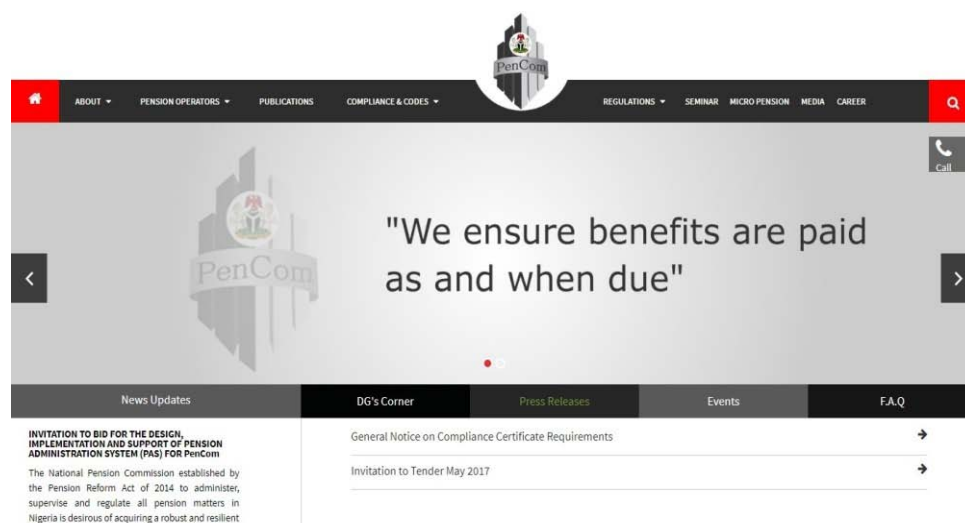 PenCom
ABOUT PENSION OPERATORS PUBLICATIONS COMPLIANCE & CODES REGULATIONS SEMINAR MICRO PENSION MEDIA CAREER
Call
PenCom
"We ensure benefits are paid
as and when due"
News Updates DG's Corner Press Releases Events F.A.Q
INVITATION TO BID FOR THE DESIGN,
IMPLEMENTATION AND SUPPORT OF PENSION
ADMINISTRATION SYSTEM (PAS) FOR PenCom
The National Pension Commission established by
the Pension Reform Act of 2014 to administer,
supervise and regulate all pension matters in
Nigeria is desirous of acquiring a robust and resilient
General Notice on Compliance Certificate Requirements
Invitation to Tender May 2017